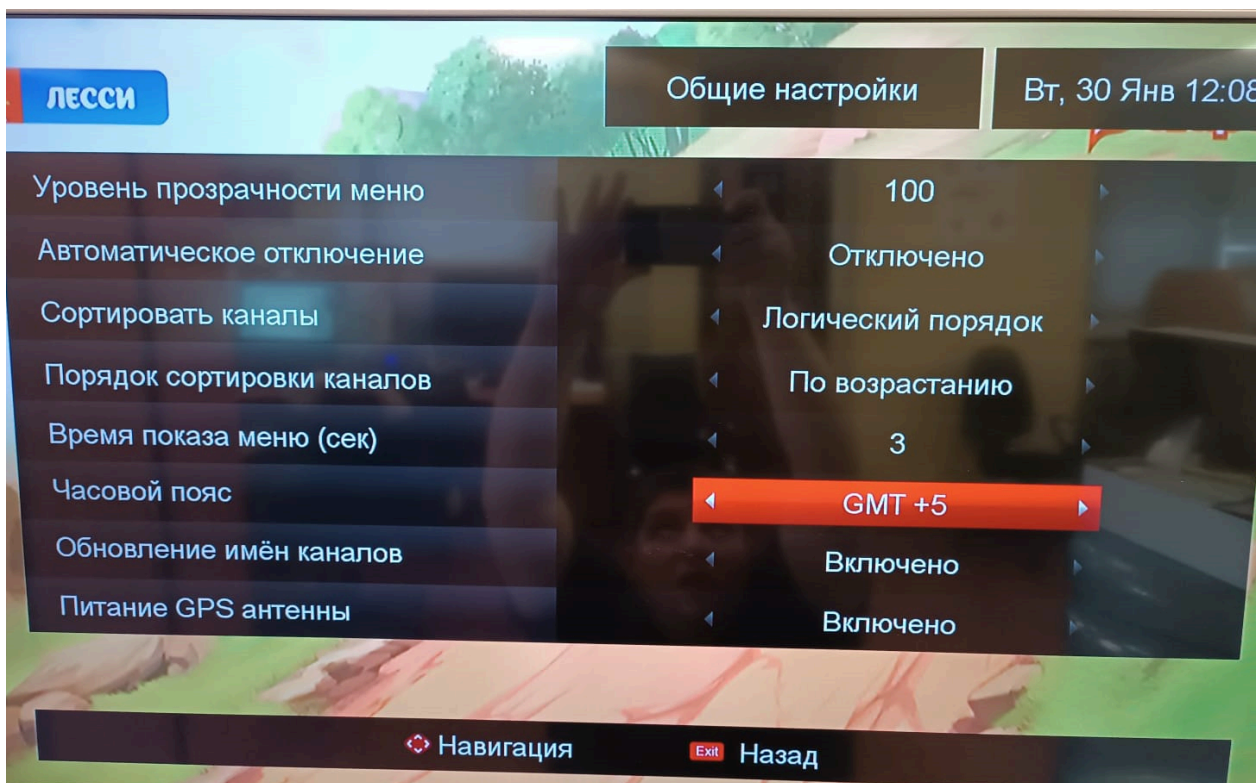 ЛЕССИ
Общие настройки
Вт, 30 Янв 12:08
Уровень прозрачности меню 100
Автоматическое отключение Отключено
Сортировать каналы Логический порядок
Порядок сортировки каналов По возрастанию
Время показа меню (сек) 3
Часовой пояс GMT +5
Обновление имён каналов Включено
Питание GPS антенны Включено
Навигация Exit Назад